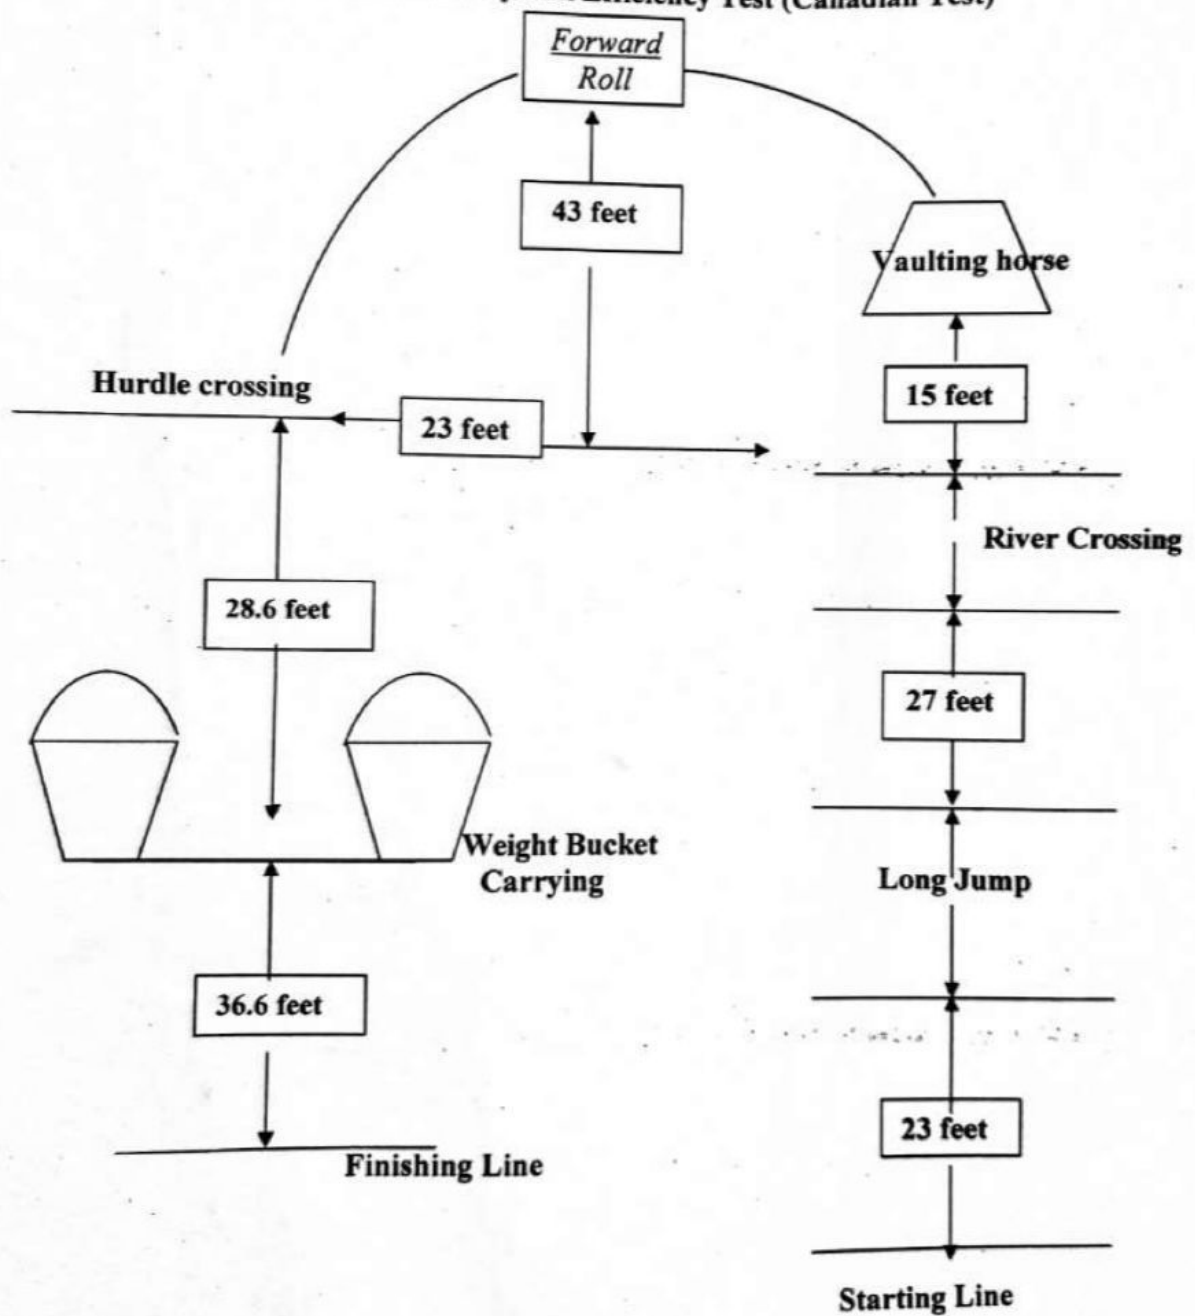 Efficiency Test (Canadian Test)
Forward
Roll
43 feet
Vaulting horse
15 feet
Hurdle crossing
23 feet
River Crossing
28.6 feet
27 feet
Weight Bucket
Carrying
Long Jump
36.6 feet
23 feet
Finishing Line
Starting Line